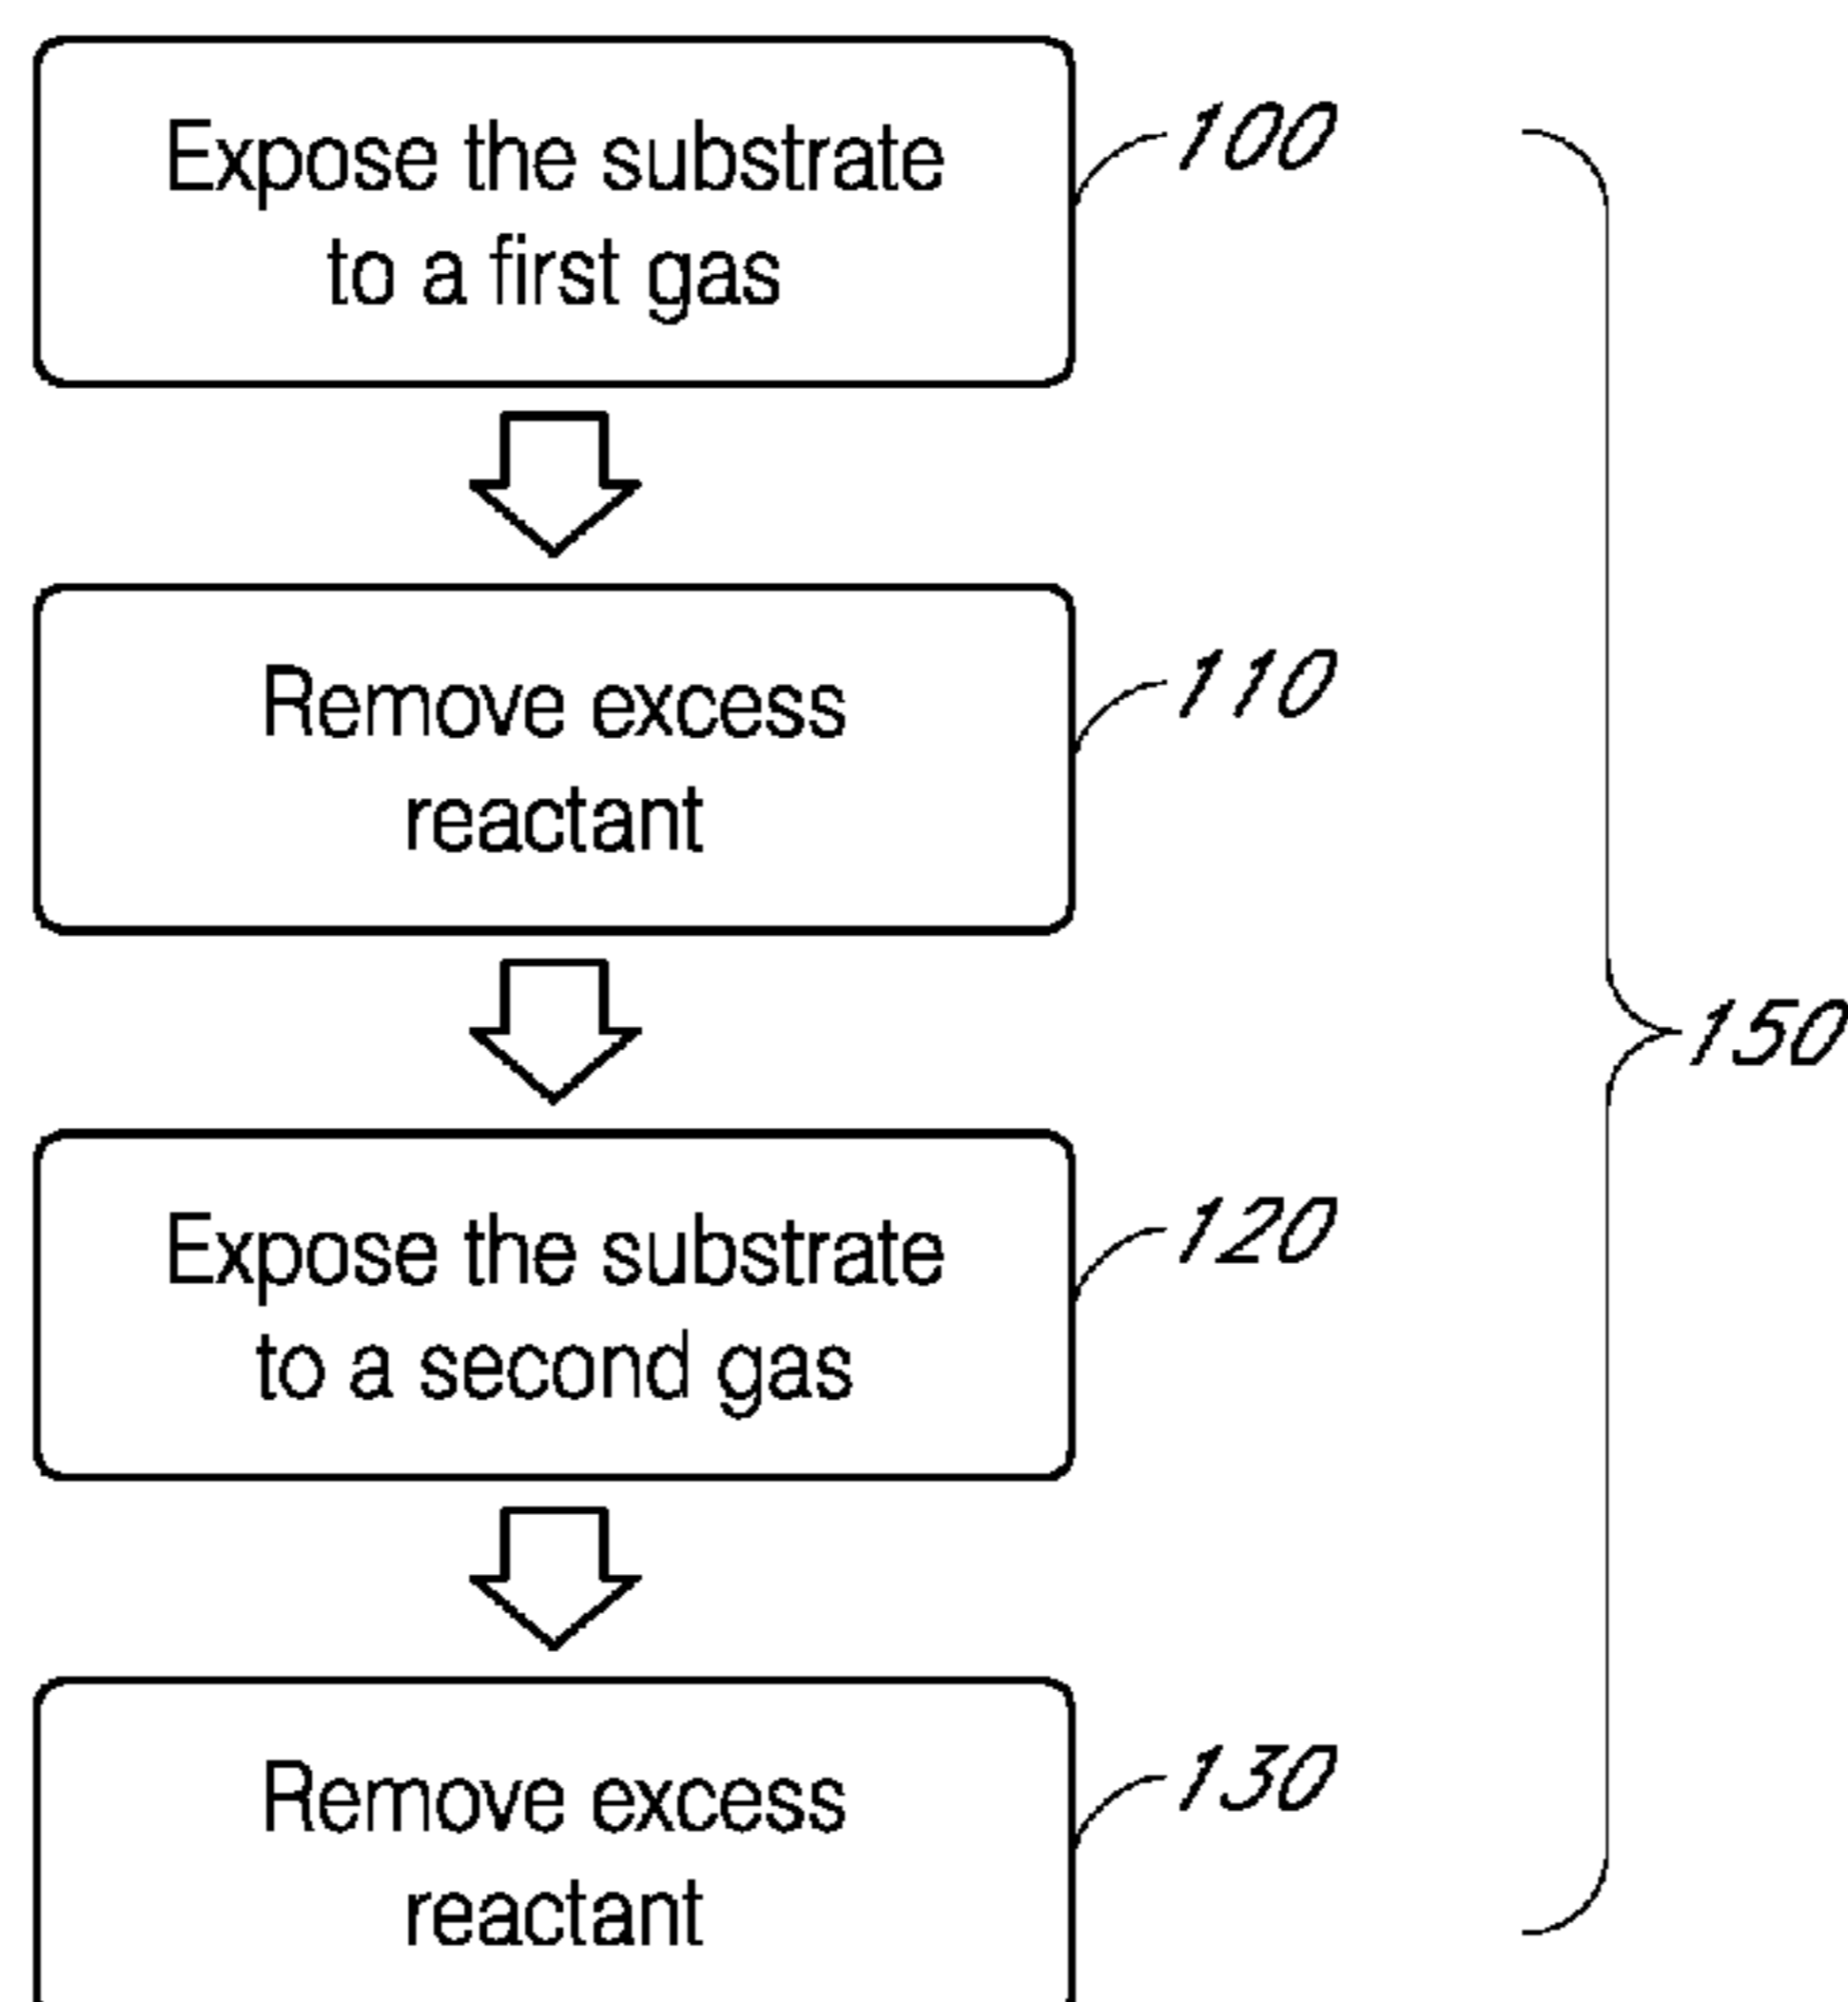 Expose the substrate
to a first gas
100
Remove excess
reactant
110
150
Expose the substrate
to a second gas
120
Remove excess
reactant
130